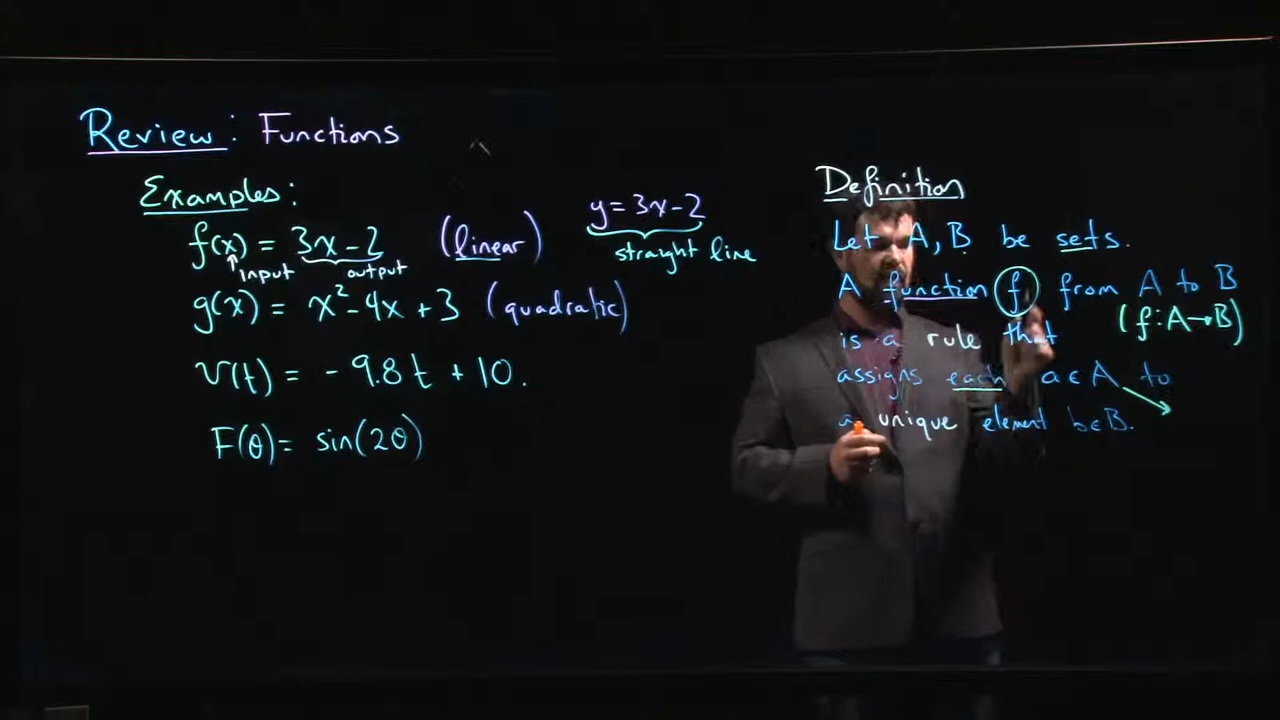 Review: Functions
Examples:
f(x) = 3x - 2 (linear)
input output
y = 3x - 2
straight line
g(x) = x² - 4x + 3 (quadratic)
v(t) = - 9.8t + 10.
F(θ) = sin(2θ)
Definition
Let A, B be sets.
A function f from A to B
(f: A → B)
is a rule that
assigns each a ∈ A to
a unique element b ∈ B.